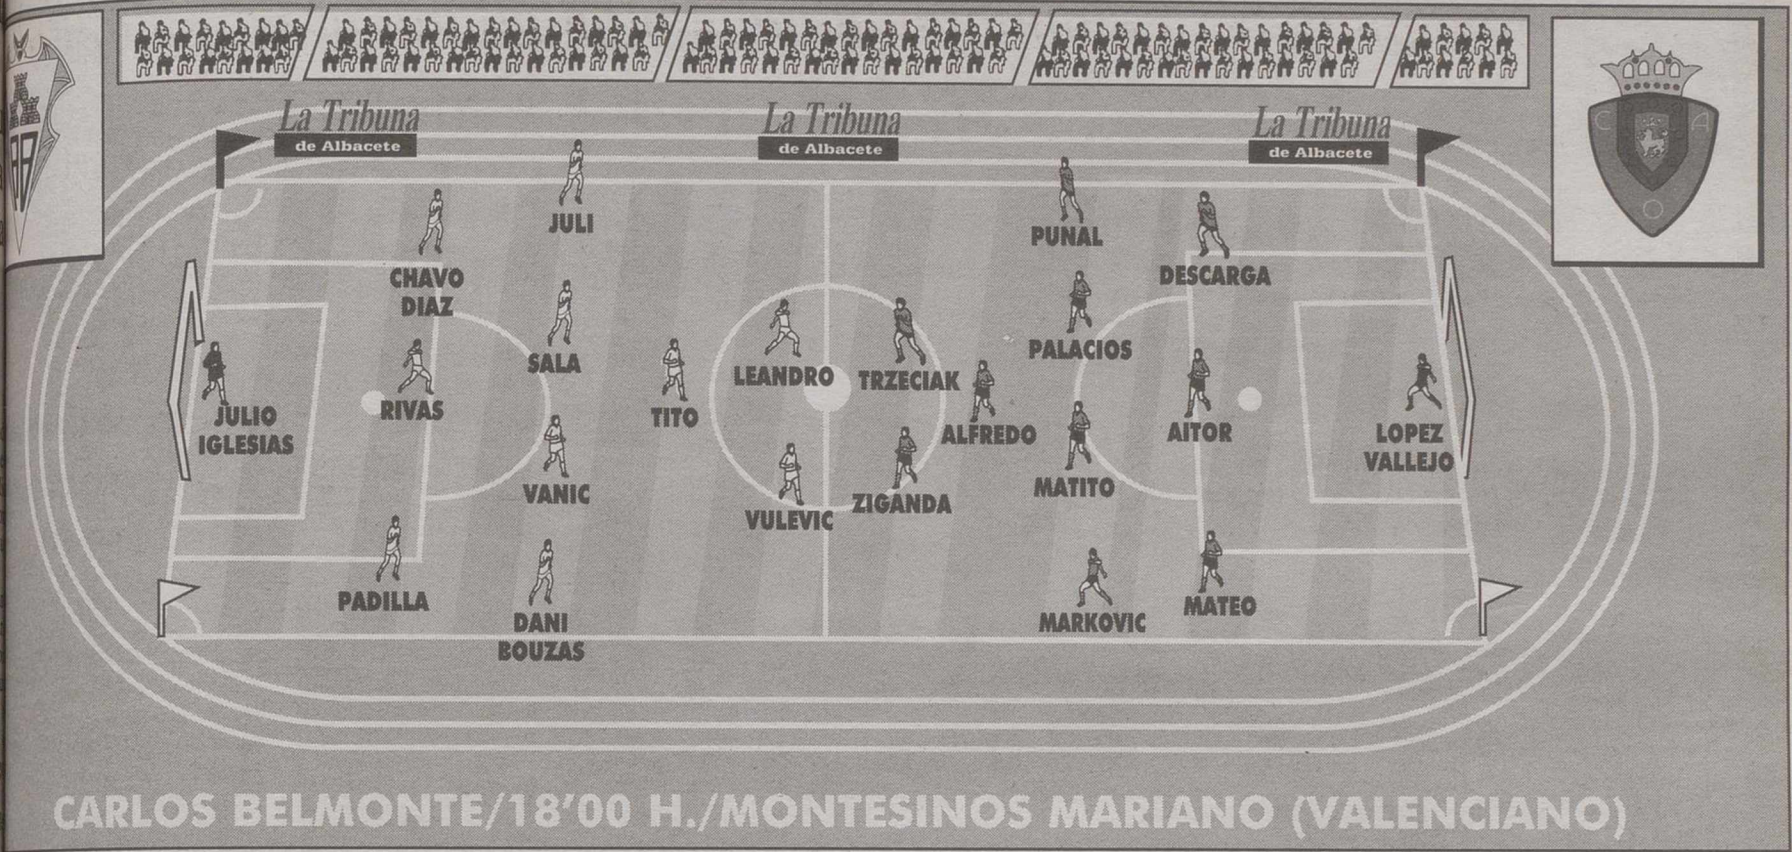 La Tribuna
de Albacete
La Tribuna
de Albacete
La Tribuna
de Albacete
JULI
CHAVO
DIAZ
SALA
JULIO
IGLESIAS
RIVAS
TITO
VANIC
PADILLA
DANI
BOUZAS
LEANDRO
VULEVIC
TRZECIAK
ZIGANDA
ALFREDO
PUNAL
DESCARGA
PALACIOS
MATITO
AITOR
LOPEZ
VALLEJO
MARKOVIC
MATEO
C A
O
CARLOS BELMONTE/18'00 H./MONTESINOS MARIANO (VALENCIANO)